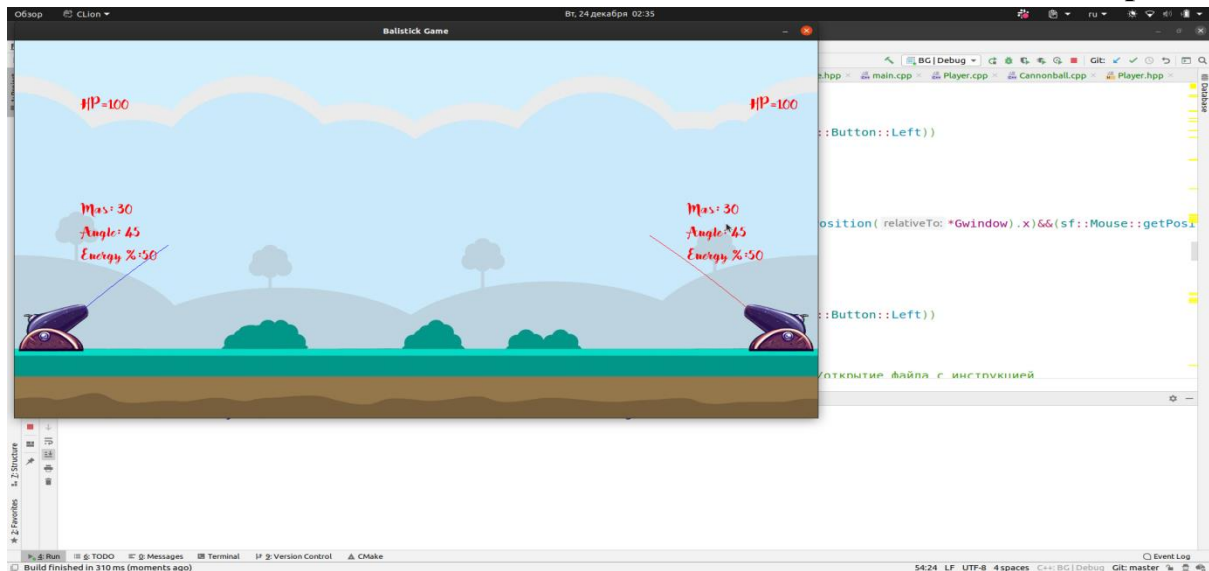 Обзор CLion Вт, 24 декабря 02:35 ru
Balistick Game
BG | Debug Git:
.hpp main.cpp Player.cpp Cannonball.cpp Player.hpp
Database
HP=100 HP=100
::Button::Left))
Mas: 30 Mas: 30
osition( relativeTo: *Gwindow).x)&&(sf::Mouse::getPosi
Angle: 45 Angle: 45
Energy %:50 Energy %:50
::Button::Left))
/открытие файла с инструкцией
Z: Structure
2: Favorites
4: Run 6: TODO 0: Messages Terminal 9: Version Control CMake Event Log
Build finished in 310 ms (moments ago) 54:24 LF UTF-8 4 spaces C++: BG | Debug Git: master